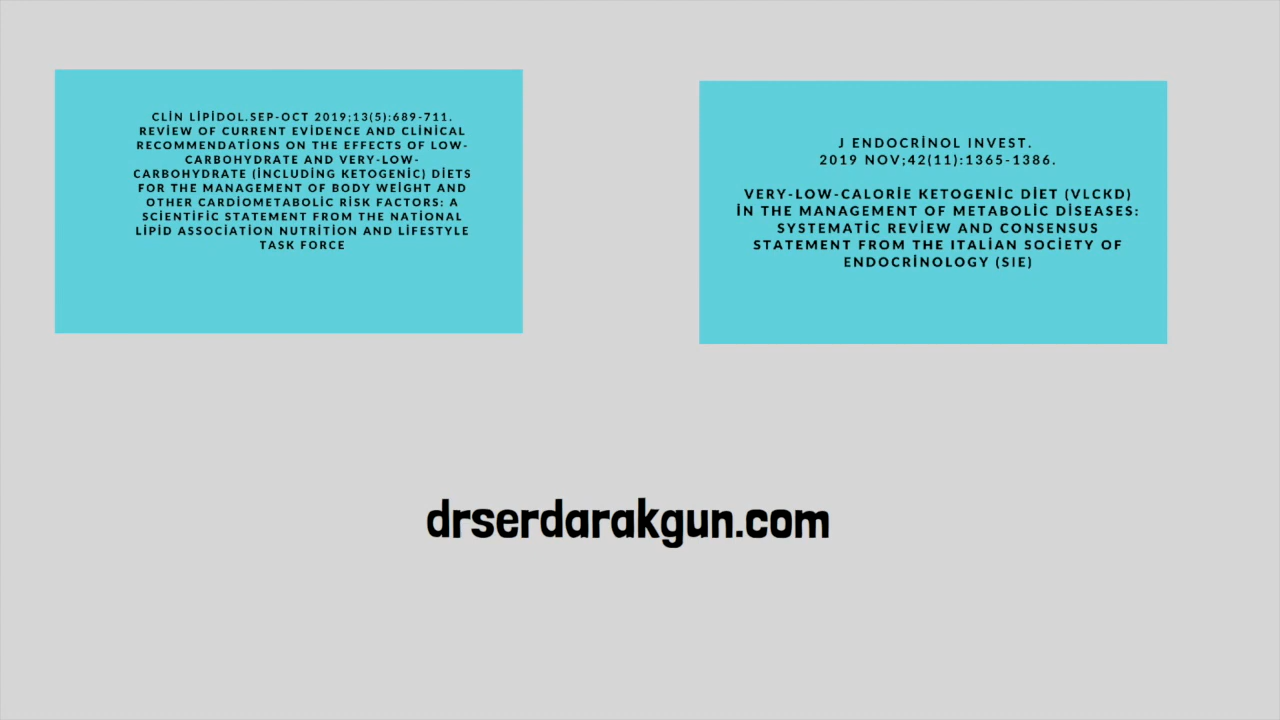 CLİN LİPİDOL.SEP-OCT 2019;13(5):689-711.
REVİEW OF CURRENT EVİDENCE AND CLİNİCAL
RECOMMENDATİONS ON THE EFFECTS OF LOW-
CARBOHYDRATE AND VERY-LOW-
CARBOHYDRATE (İNCLUDİNG KETOGENİC) DİETS
FOR THE MANAGEMENT OF BODY WEİGHT AND
OTHER CARDİOMETABOLİC RİSK FACTORS: A
SCİENTİFİC STATEMENT FROM THE NATİONAL
LİPİD ASSOCİATİON NUTRİTİON AND LİFESTYLE
TASK FORCE
J ENDOCRİNOL INVEST.
2019 NOV;42(11):1365-1386.
VERY-LOW-CALORİE KETOGENİC DİET (VLCKD)
İN THE MANAGEMENT OF METABOLİC DİSEASES:
SYSTEMATİC REVİEW AND CONSENSUS
STATEMENT FROM THE ITALİAN SOCİETY OF
ENDOCRİNOLOGY (SIE)
drserdarakgun.com